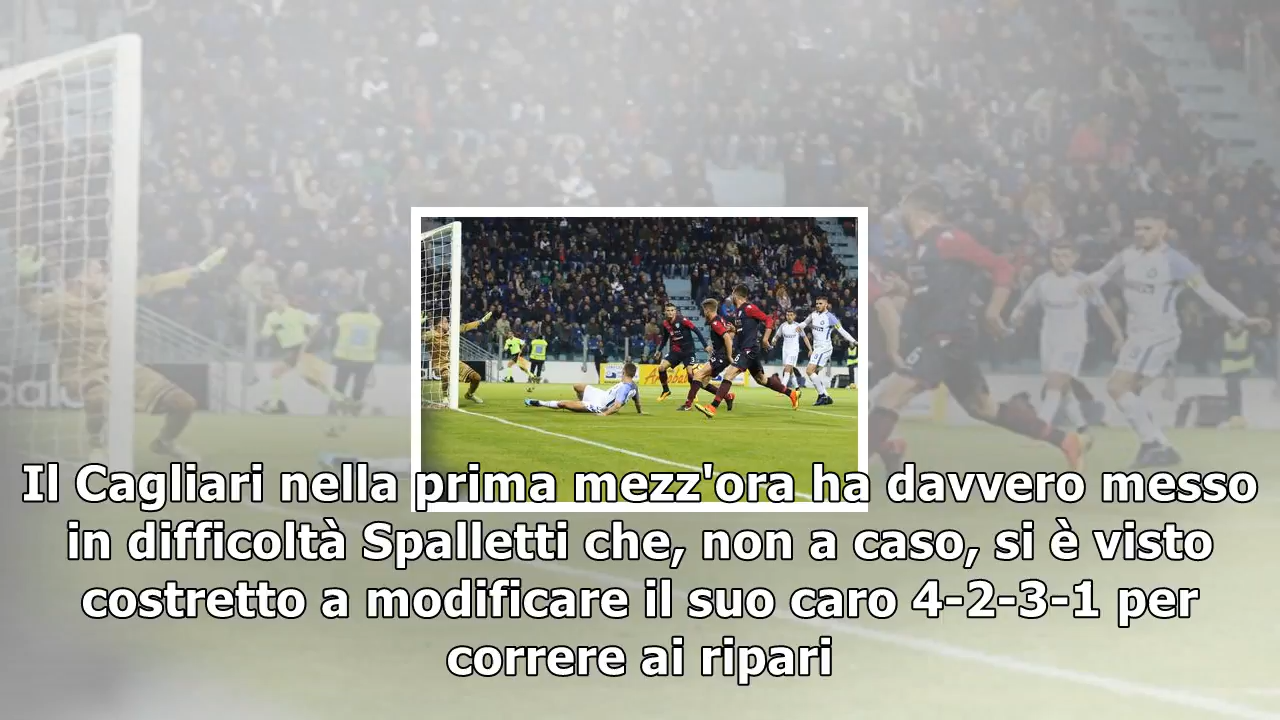 Il Cagliari nella prima mezz'ora ha davvero messo
in difficoltà Spalletti che, non a caso, si è visto
costretto a modificare il suo caro 4-2-3-1 per
correre ai ripari